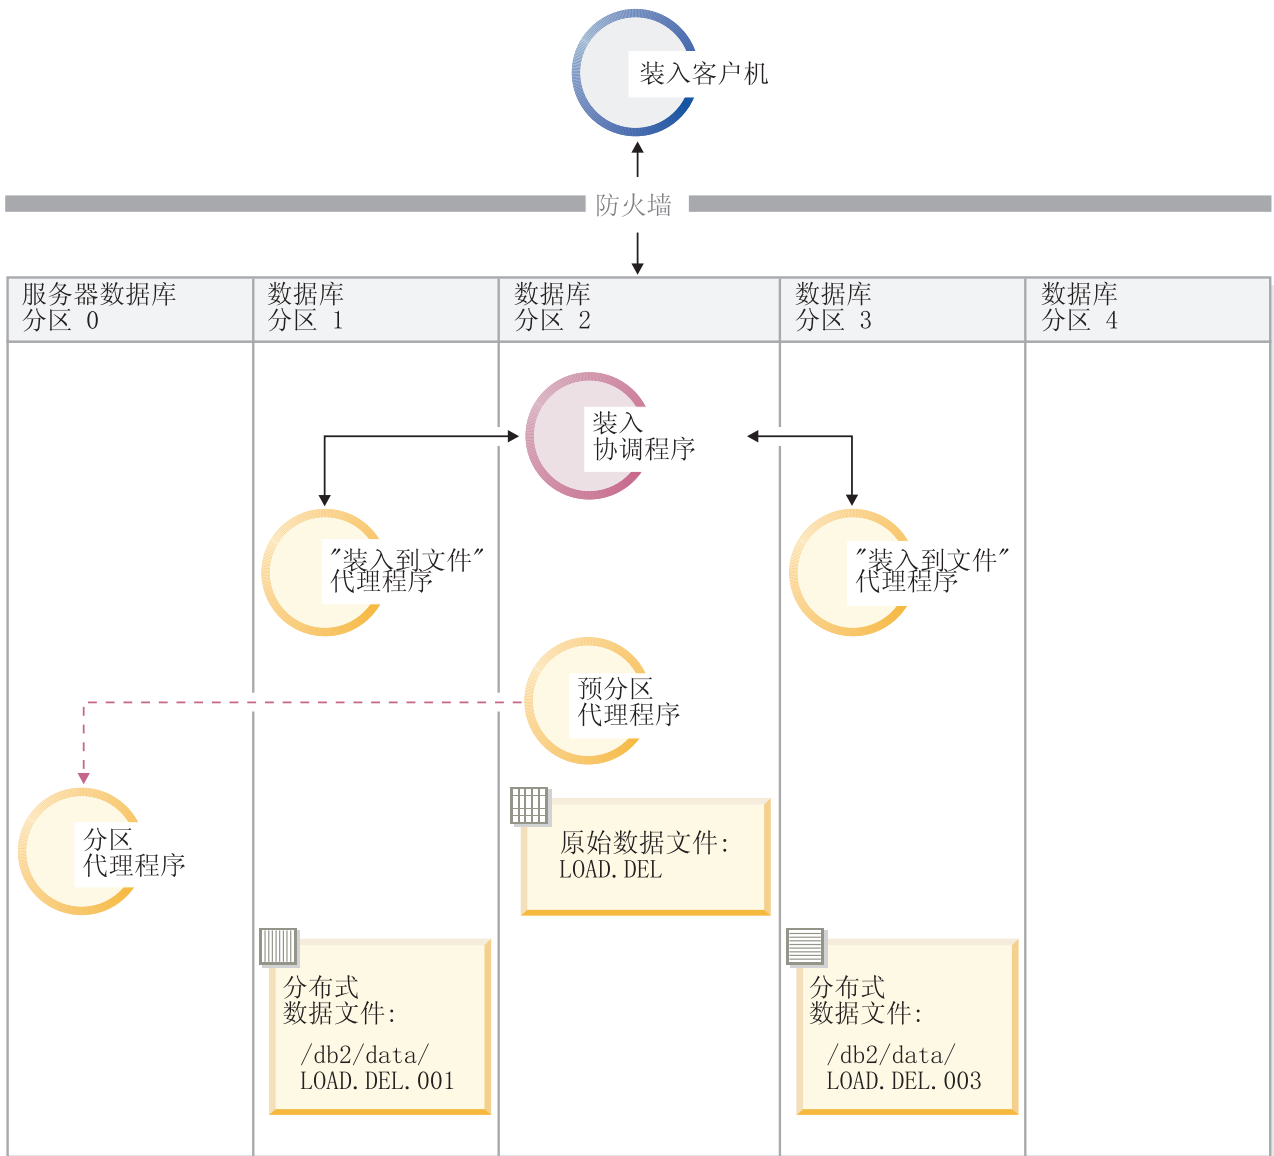 装入客户机
防火墙
服务器数据库
分区 0
数据库
分区 1
数据库
分区 2
数据库
分区 3
数据库
分区 4
装入
协调程序
"装入到文件"
代理程序
"装入到文件"
代理程序
预分区
代理程序
分区
代理程序
原始数据文件:
LOAD.DEL
分布式
数据文件:
/db2/data/
LOAD.DEL.001
分布式
数据文件:
/db2/data/
LOAD.DEL.003